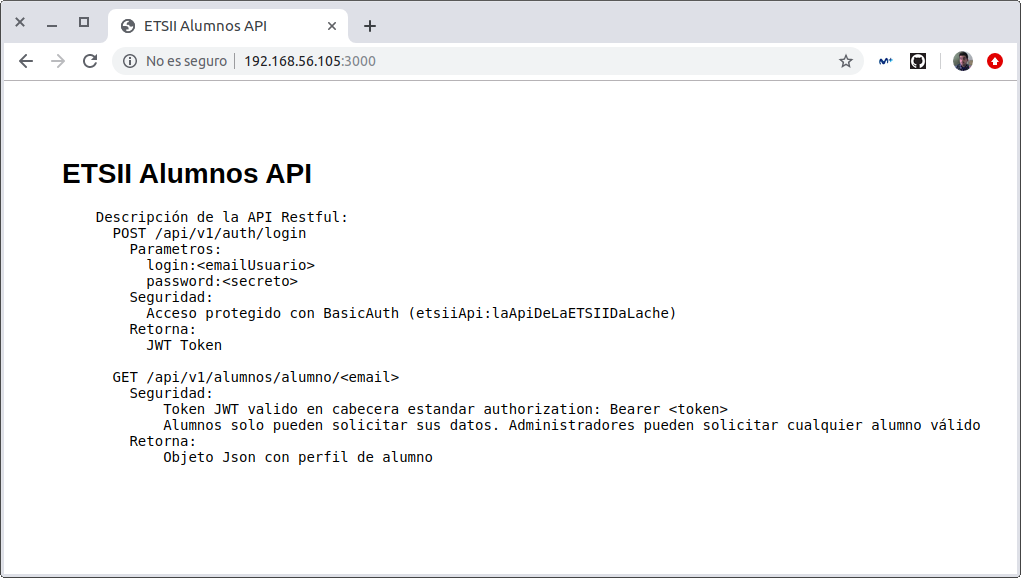 ETSII Alumnos API
No es seguro 192.168.56.105:3000
ETSII Alumnos API
Descripción de la API Restful:
POST /api/v1/auth/login
Parametros:
login:<emailUsuario>
password:<secreto>
Seguridad:
Acceso protegido con BasicAuth (etsiiApi:laApiDeLaETSIIDaLache)
Retorna:
JWT Token
GET /api/v1/alumnos/alumno/<email>
Seguridad:
Token JWT valido en cabecera estandar authorization: Bearer <token>
Alumnos solo pueden solicitar sus datos. Administradores pueden solicitar cualquier alumno válido
Retorna:
Objeto Json con perfil de alumno